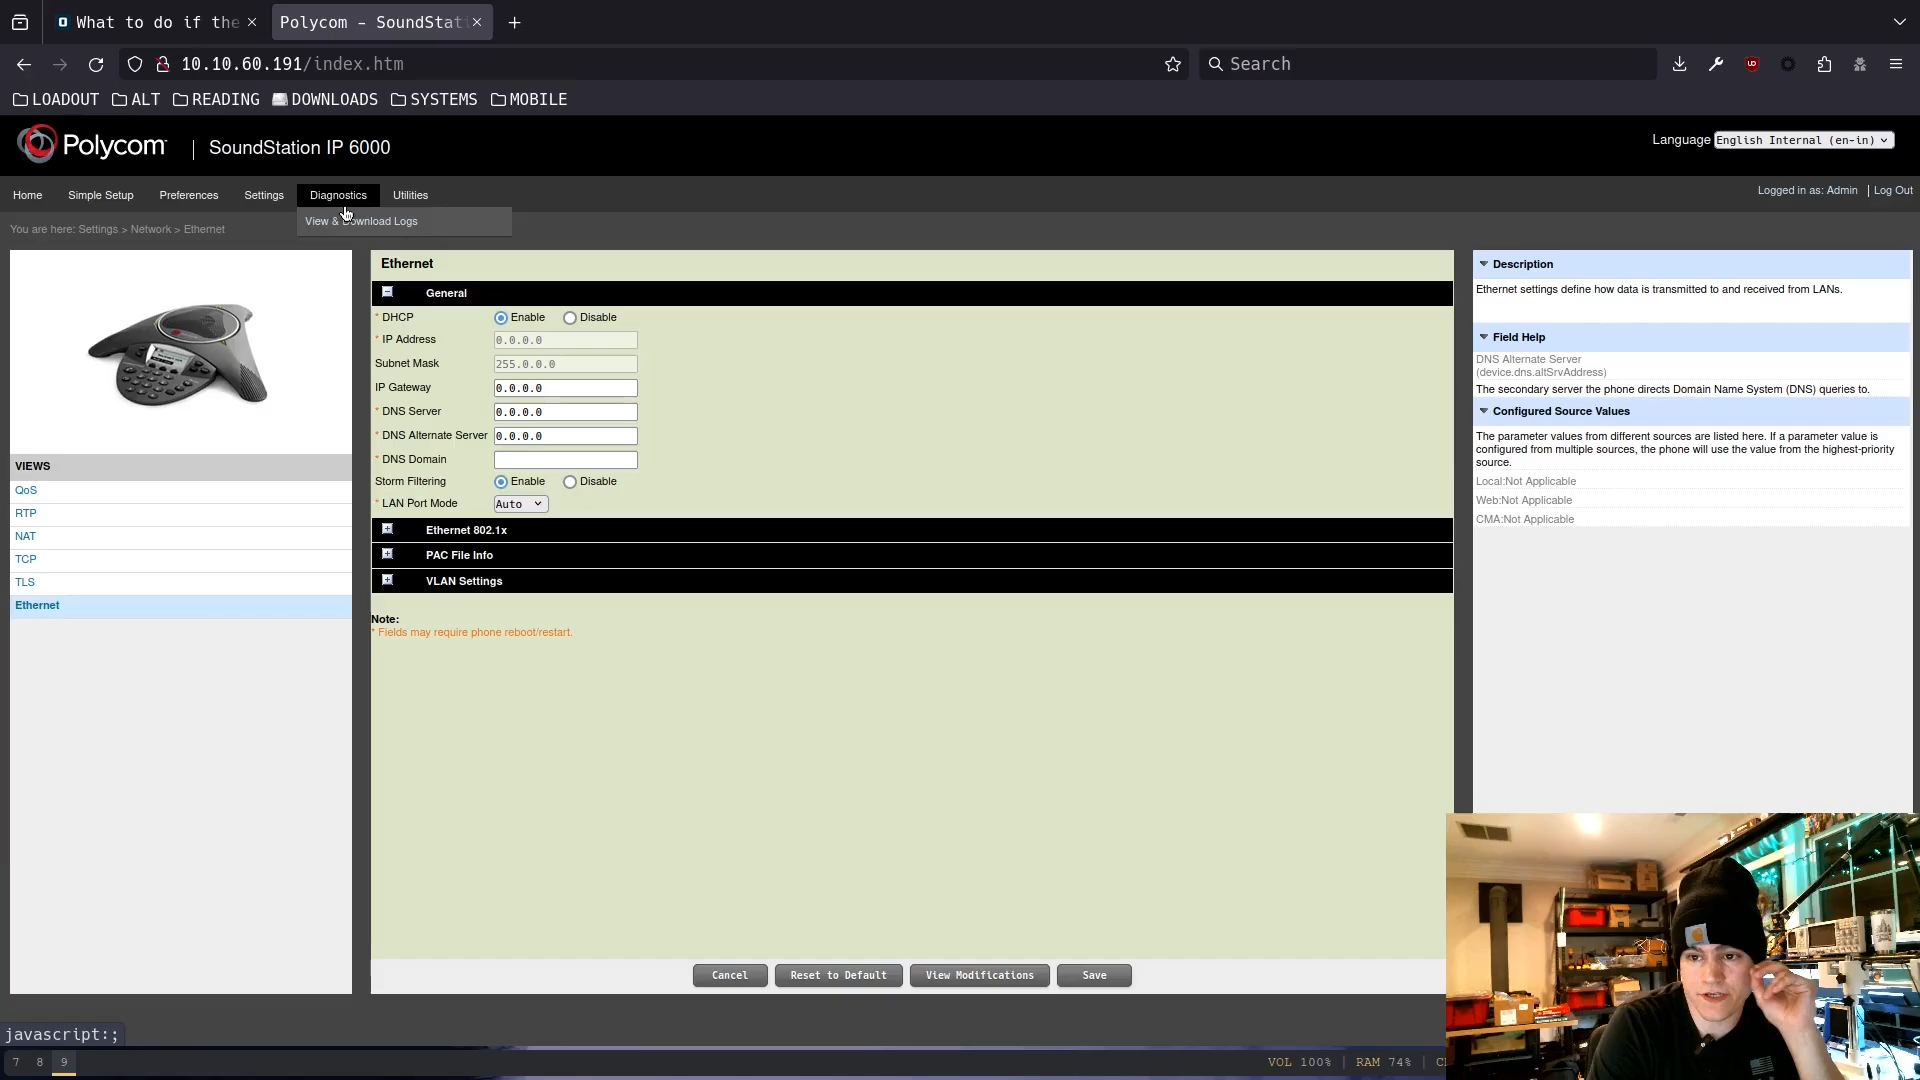 What to do if the
Polycom - SoundStat
10.10.60.191/index.htm
Search
LOADOUT
ALT
READING
DOWNLOADS
SYSTEMS
MOBILE
Polycom
SoundStation IP 6000
Language
English Internal (en-in)
Home
Simple Setup
Preferences
Settings
Diagnostics
Utilities
Logged in as: Admin | Log Out
View & Download Logs
You are here: Settings > Network > Ethernet
VIEWS
QoS
RTP
NAT
TCP
TLS
Ethernet
Ethernet
General
* DHCP
Enable
Disable
* IP Address
0.0.0.0
Subnet Mask
255.0.0.0
IP Gateway
0.0.0.0
* DNS Server
0.0.0.0
* DNS Alternate Server
0.0.0.0
* DNS Domain
Storm Filtering
Enable
Disable
* LAN Port Mode
Auto
Ethernet 802.1x
PAC File Info
VLAN Settings
Note:
* Fields may require phone reboot/restart.
Cancel
Reset to Default
View Modifications
Save
Description
Ethernet settings define how data is transmitted to and received from LANs.
Field Help
DNS Alternate Server
(device.dns.altSrvAddress)
The secondary server the phone directs Domain Name System (DNS) queries to.
Configured Source Values
The parameter values from different sources are listed here. If a parameter value is
configured from multiple sources, the phone will use the value from the highest-priority
source.
Local:Not Applicable
Web:Not Applicable
CMA:Not Applicable
javascript:;
7
8
9
VOL 100% | RAM 74% | C